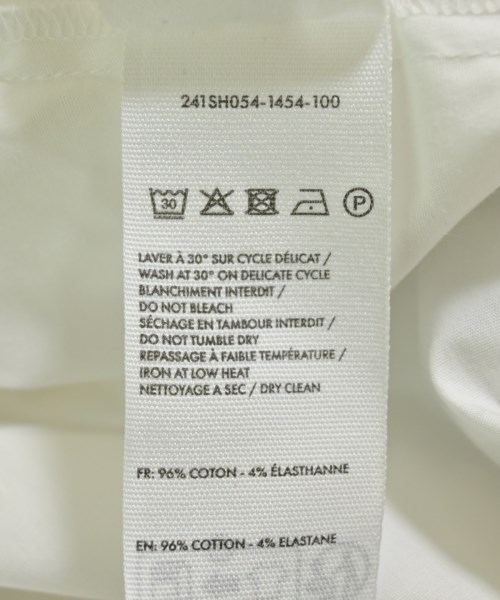 241SH054-1454-100
30
P
LAVER À 30° SUR CYCLE DÉLICAT /
WASH AT 30° ON DELICATE CYCLE
BLANCHIMENT INTERDIT /
DO NOT BLEACH
SÉCHAGE EN TAMBOUR INTERDIT /
DO NOT TUMBLE DRY
REPASSAGE À FAIBLE TEMPÉRATURE /
IRON AT LOW HEAT
NETTOYAGE A SEC / DRY CLEAN
FR: 96% COTON - 4% ÉLASTHANNE
EN: 96% COTTON - 4% ELASTANE